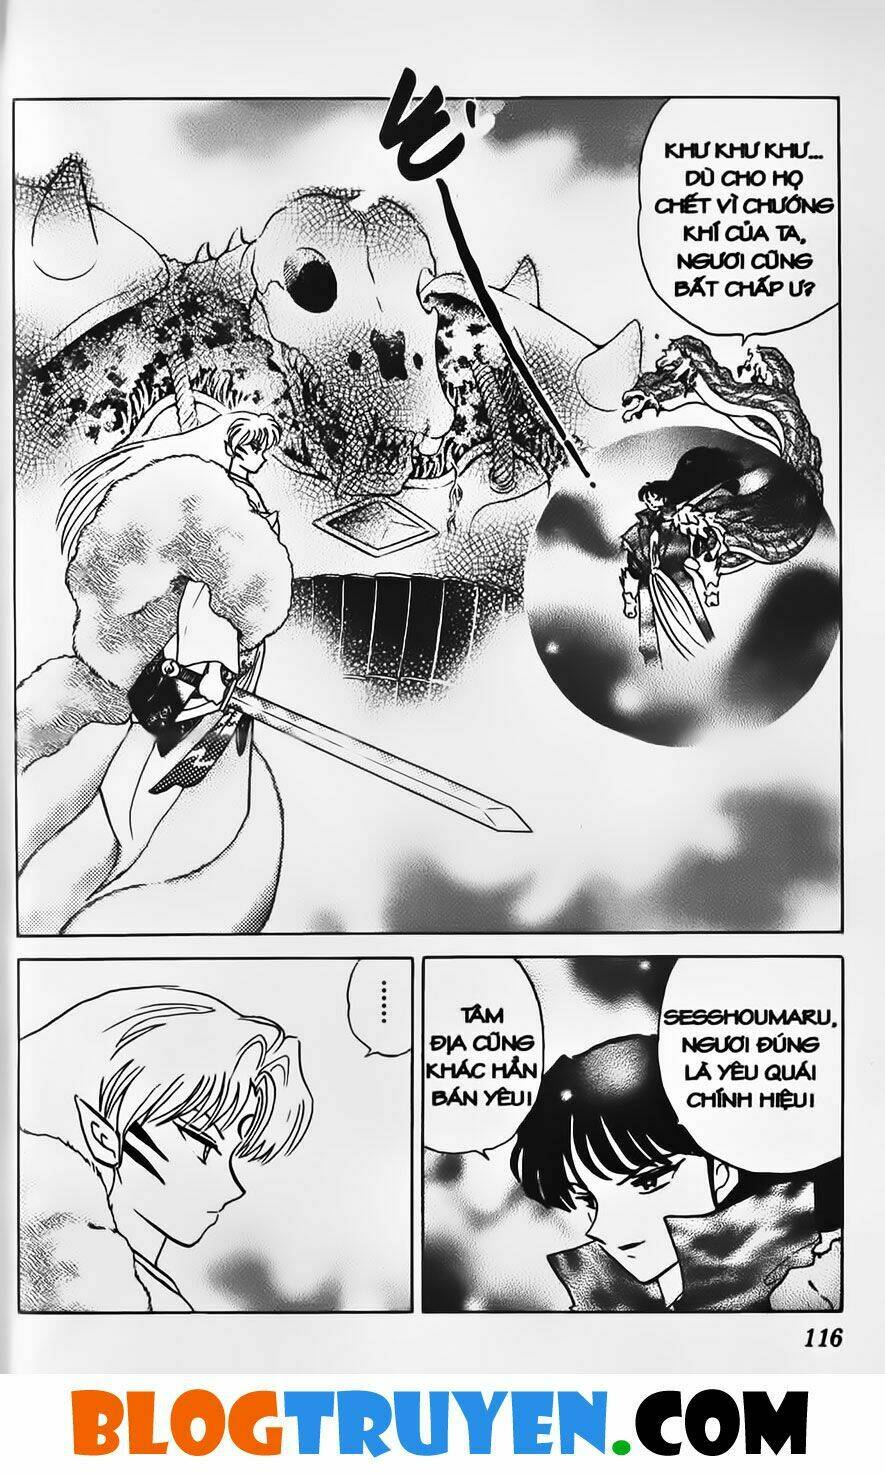 VÙ
KHƯ KHƯ KHƯ...
DÙ CHO HỌ
CHẾT VÌ CHƯỚNG
KHÍ CỦA TA,
NGƯƠI CŨNG
BẤT CHẤP Ư?
.......
SESSHOUMARU,
NGƯƠI ĐÚNG
LÀ YÊU QUÁI
CHÍNH HIỆU!
TÂM
ĐỊA CŨNG
KHÁC HẲN
BÁN YÊU!
116
BLOGTRUYEN.COM